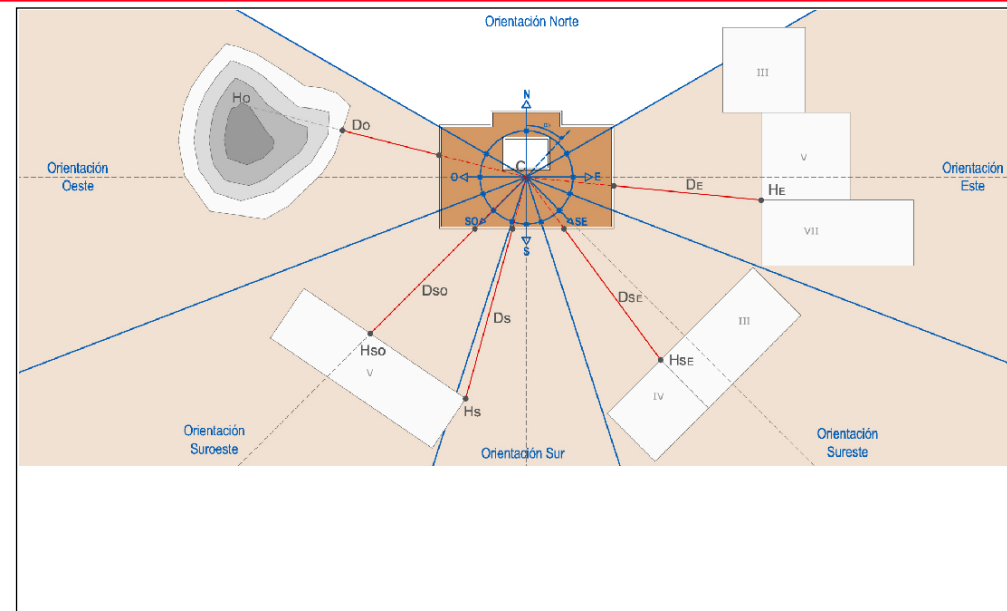 Orientación Norte
III
HO
DO
N
V
C
Orientación
Oeste
O
E
DE
HE
Orientación
Este
SO
SE
S
VII
DSO
DS
DSE
III
HSO
V
HSE
IV
HS
Orientación
Suroeste
Orientación Sur
Orientación
Sureste